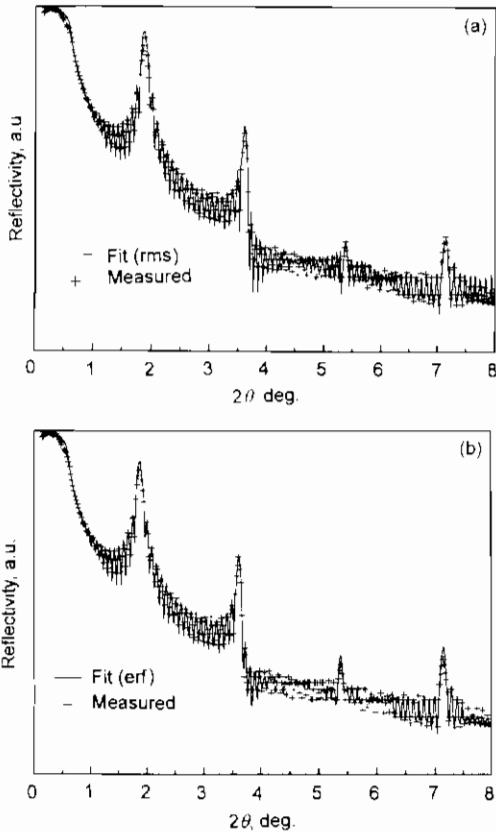 (a)
Reflectivity, a.u
– Fit (rms)
+ Measured
0 1 2 3 4 5 6 7 8
2θ deg.
(b)
Reflectivity, a.u.
— Fit (erf)
– Measured
0 1 2 3 4 5 6 7 8
2θ, deg.